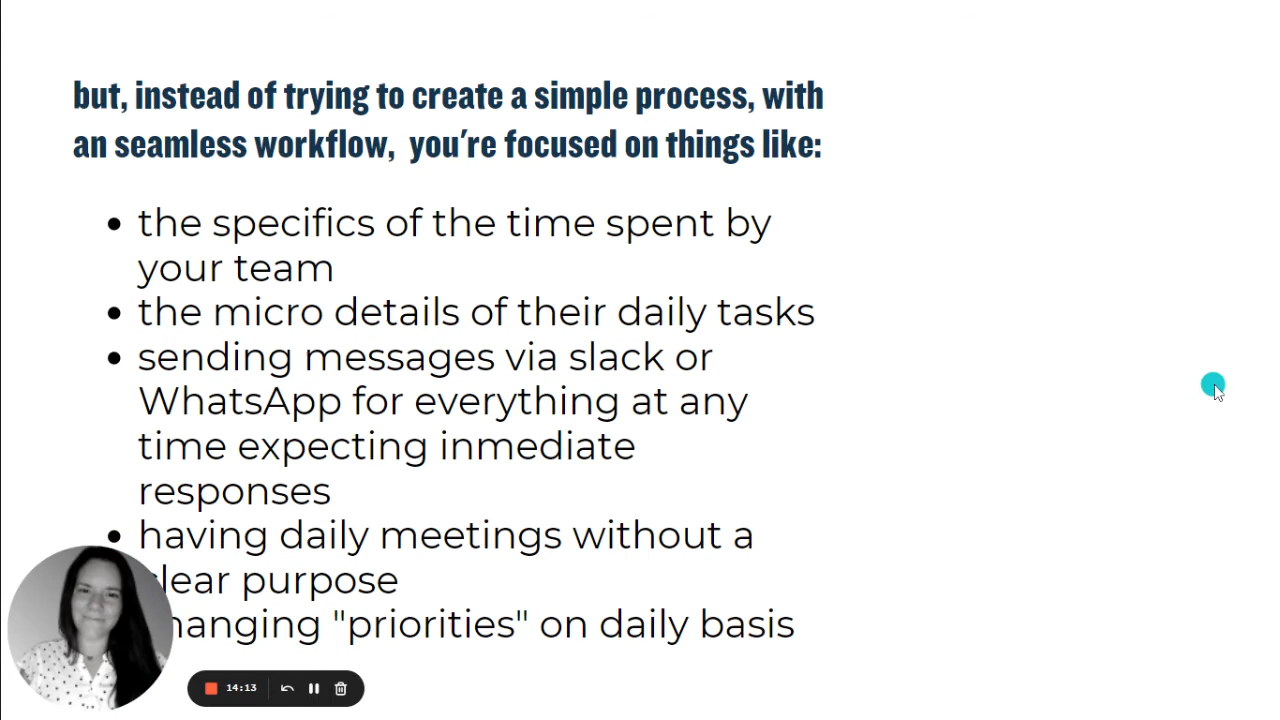 but, instead of trying to create a simple process, with
an seamless workflow, you're focused on things like:
• the specifics of the time spent by
your team
• the micro details of their daily tasks
• sending messages via slack or
WhatsApp for everything at any
time expecting inmediate
responses
• having daily meetings without a
clear purpose
hanging "priorities" on daily basis
14:13